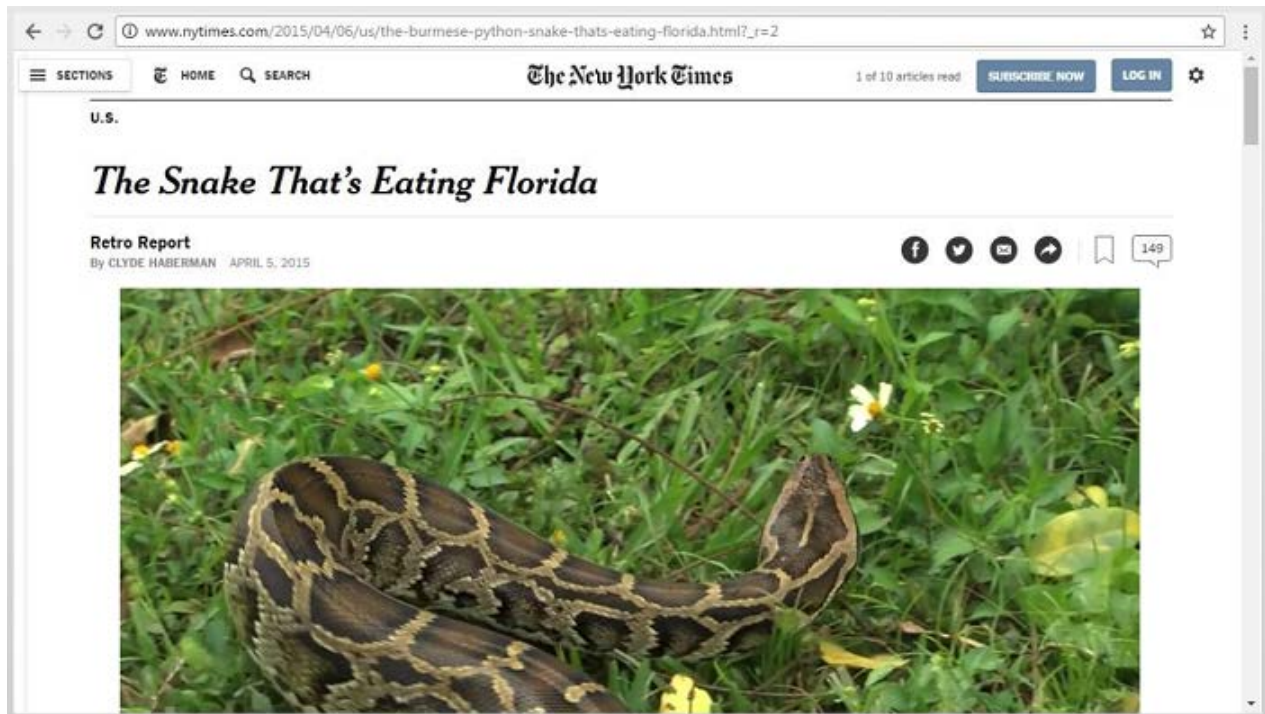 www.nytimes.com/2015/04/06/us/the-burmese-python-snake-thats-eating-florida.html?_r=2
SECTIONS HOME SEARCH The New York Times 1 of 10 articles read SUBSCRIBE NOW LOG IN
U.S.
The Snake That's Eating Florida
Retro Report
By CLYDE HABERMAN APRIL 5, 2015
149